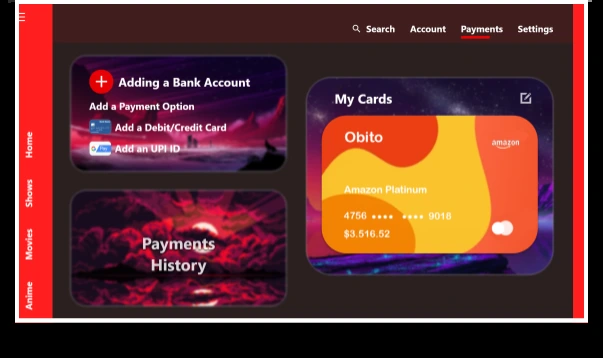 Search Account Payments Settings
Home
Shows
Movies
Anime
Adding a Bank Account
Add a Payment Option
Add a Debit/Credit Card
G Pay Add an UPI ID
Payments
History
My Cards
Obito
amazon
Amazon Platinum
4756 •••• •••• 9018
$3.516.52